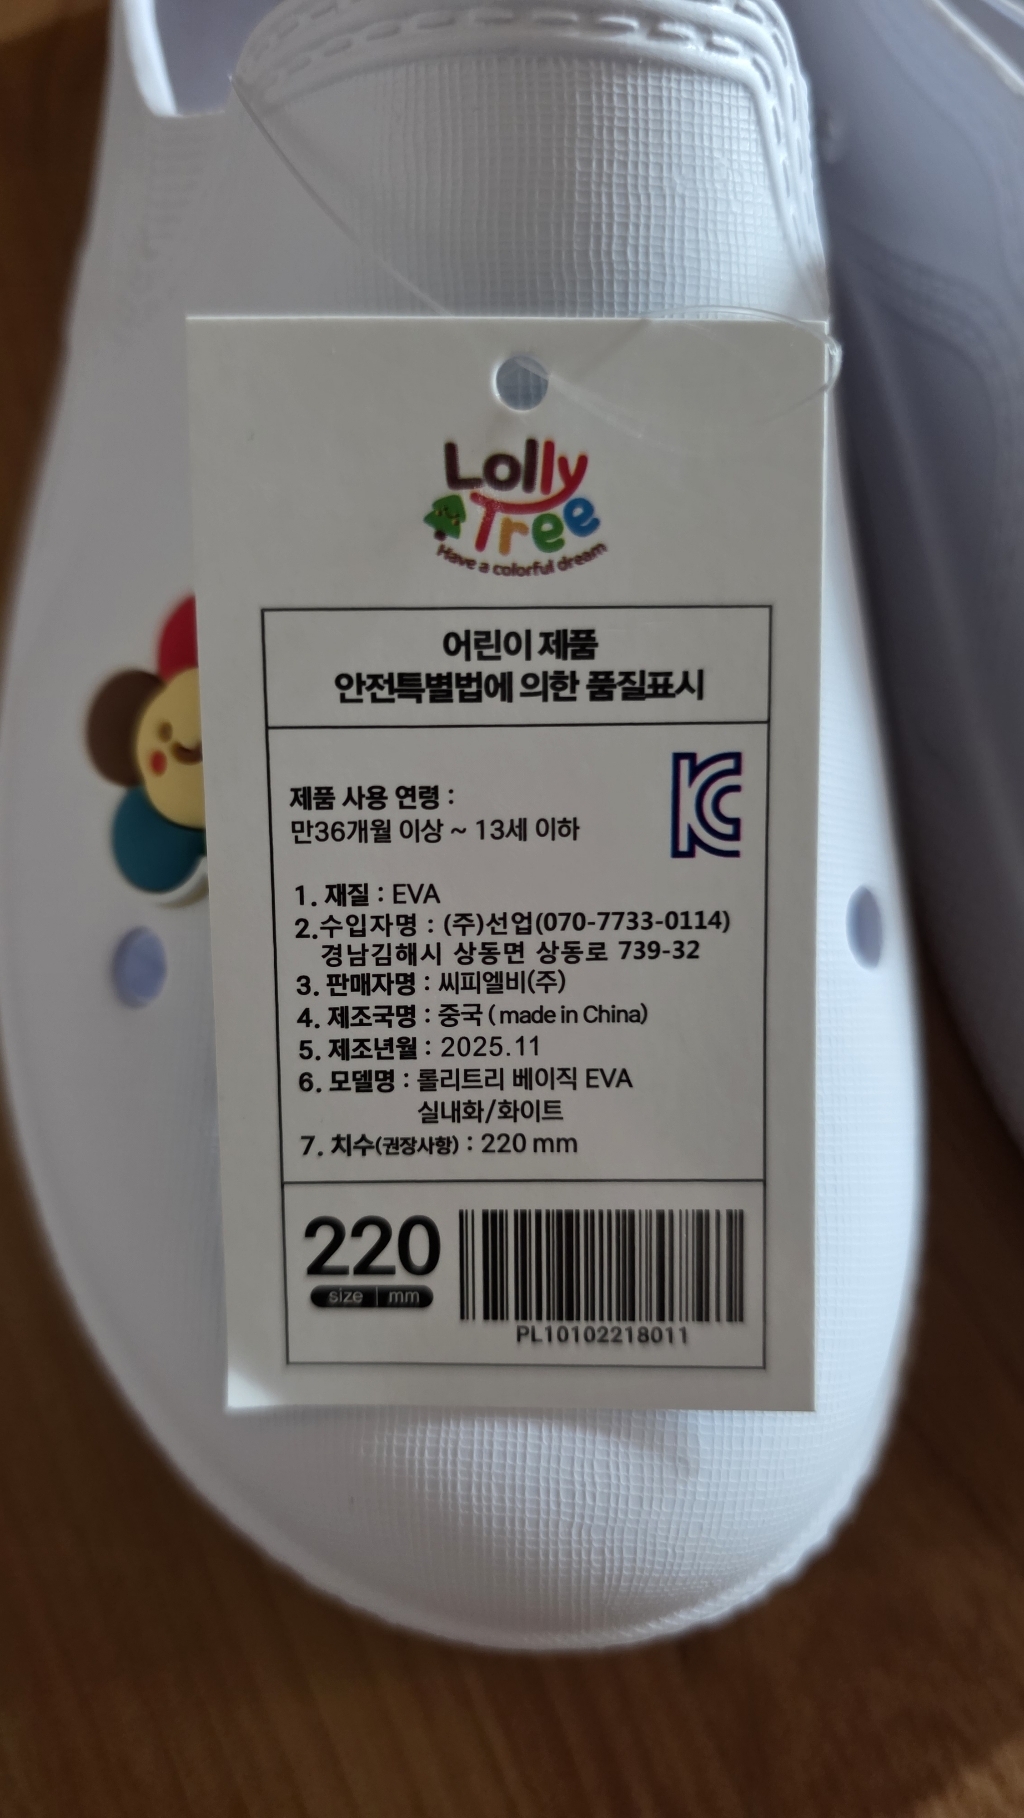 Lolly
Tree
Have a colorful dream
어린이 제품
안전특별법에 의한 품질표시
제품 사용 연령 :
만36개월 이상 ~ 13세 이하
KC
1. 재질 : EVA
2.수입자명 : (주)선업(070-7733-0114)
경남김해시 상동면 상동로 739-32
3. 판매자명 : 씨피엘비(주)
4. 제조국명 : 중국 ( made in China)
5. 제조년월 : 2025.11
6. 모델명 : 롤리트리 베이직 EVA
실내화/화이트
7. 치수(권장사항) : 220 mm
220
size | mm
PL10102218011